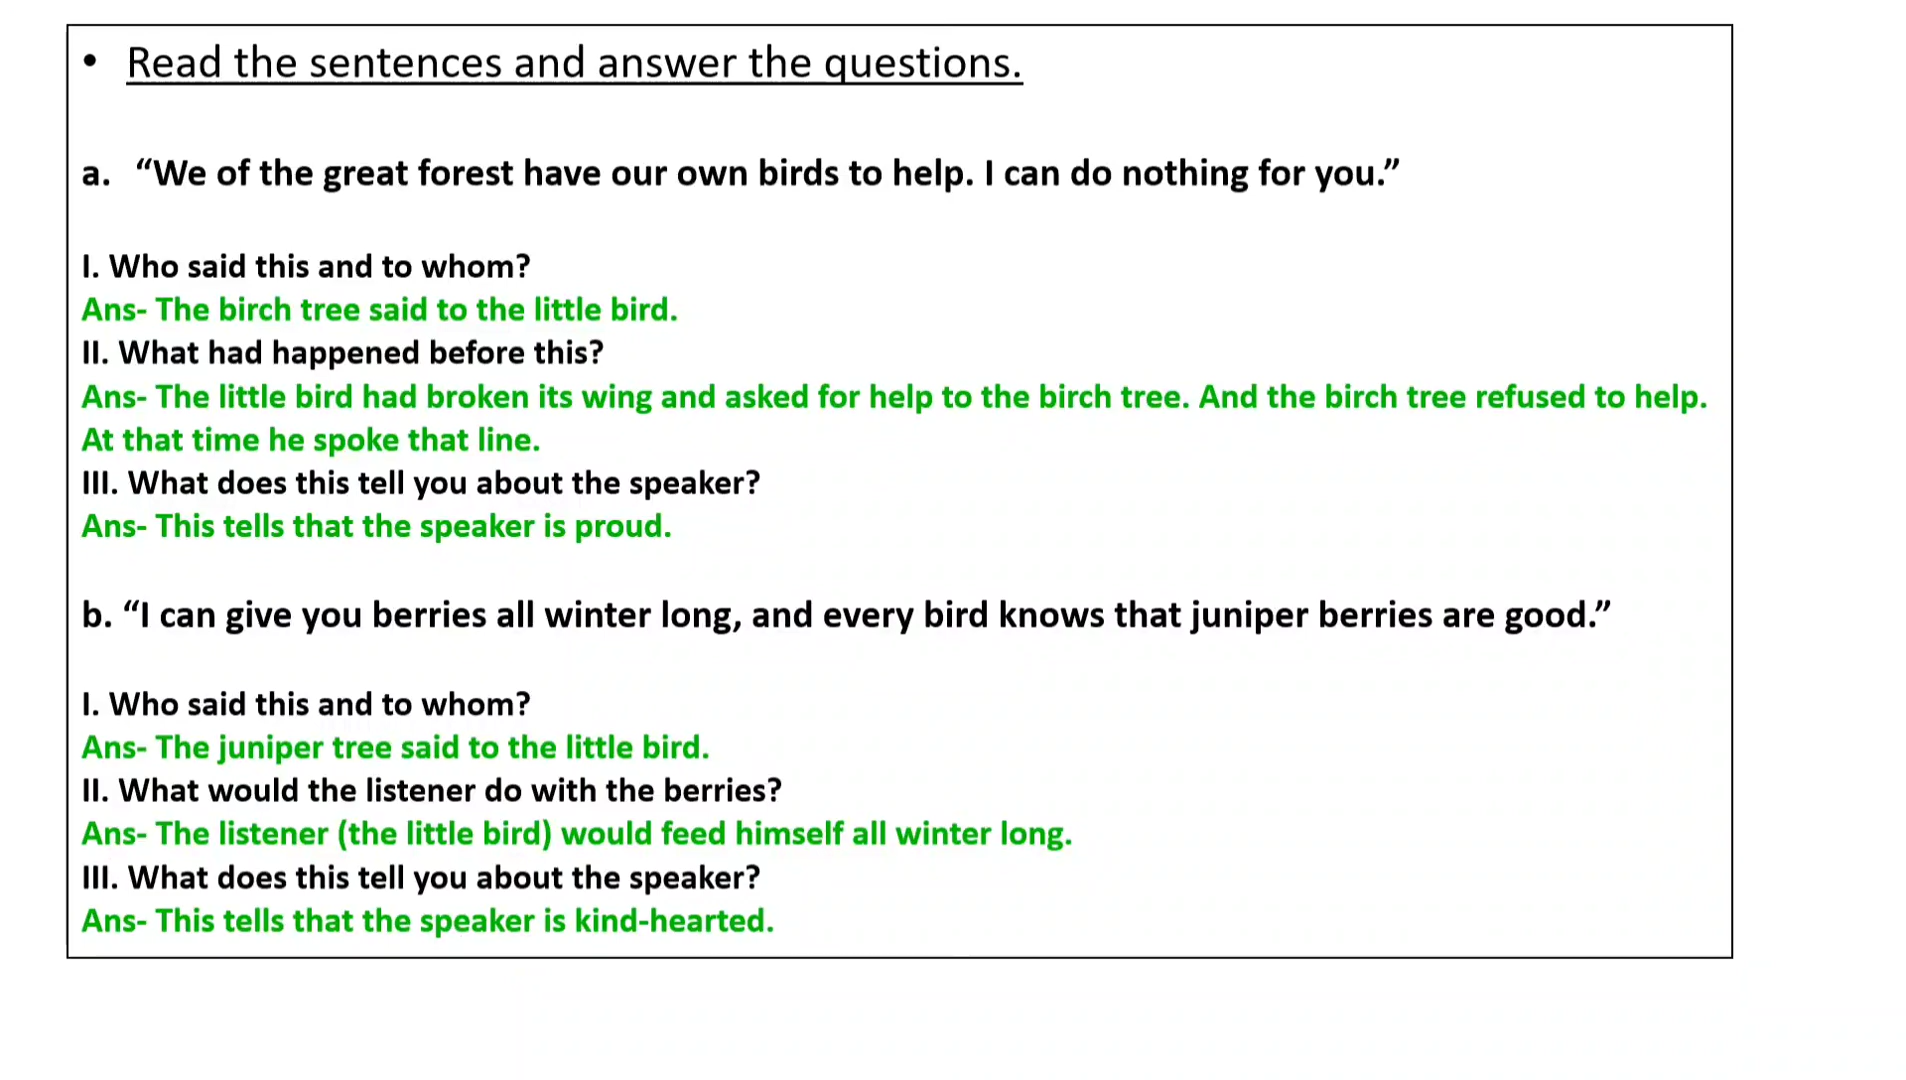 • Read the sentences and answer the questions.
a. “We of the great forest have our own birds to help. I can do nothing for you.”
I. Who said this and to whom?
Ans- The birch tree said to the little bird.
II. What had happened before this?
Ans- The little bird had broken its wing and asked for help to the birch tree. And the birch tree refused to help.
At that time he spoke that line.
III. What does this tell you about the speaker?
Ans- This tells that the speaker is proud.
b. “I can give you berries all winter long, and every bird knows that juniper berries are good.”
I. Who said this and to whom?
Ans- The juniper tree said to the little bird.
II. What would the listener do with the berries?
Ans- The listener (the little bird) would feed himself all winter long.
III. What does this tell you about the speaker?
Ans- This tells that the speaker is kind-hearted.